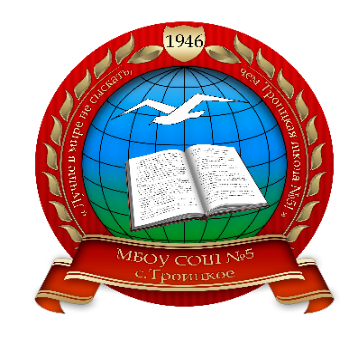 1946
«Лучше в мире не сыскать,
чем Троицкая школа №5!»
МБОУ СОШ №5
с.Троицкое